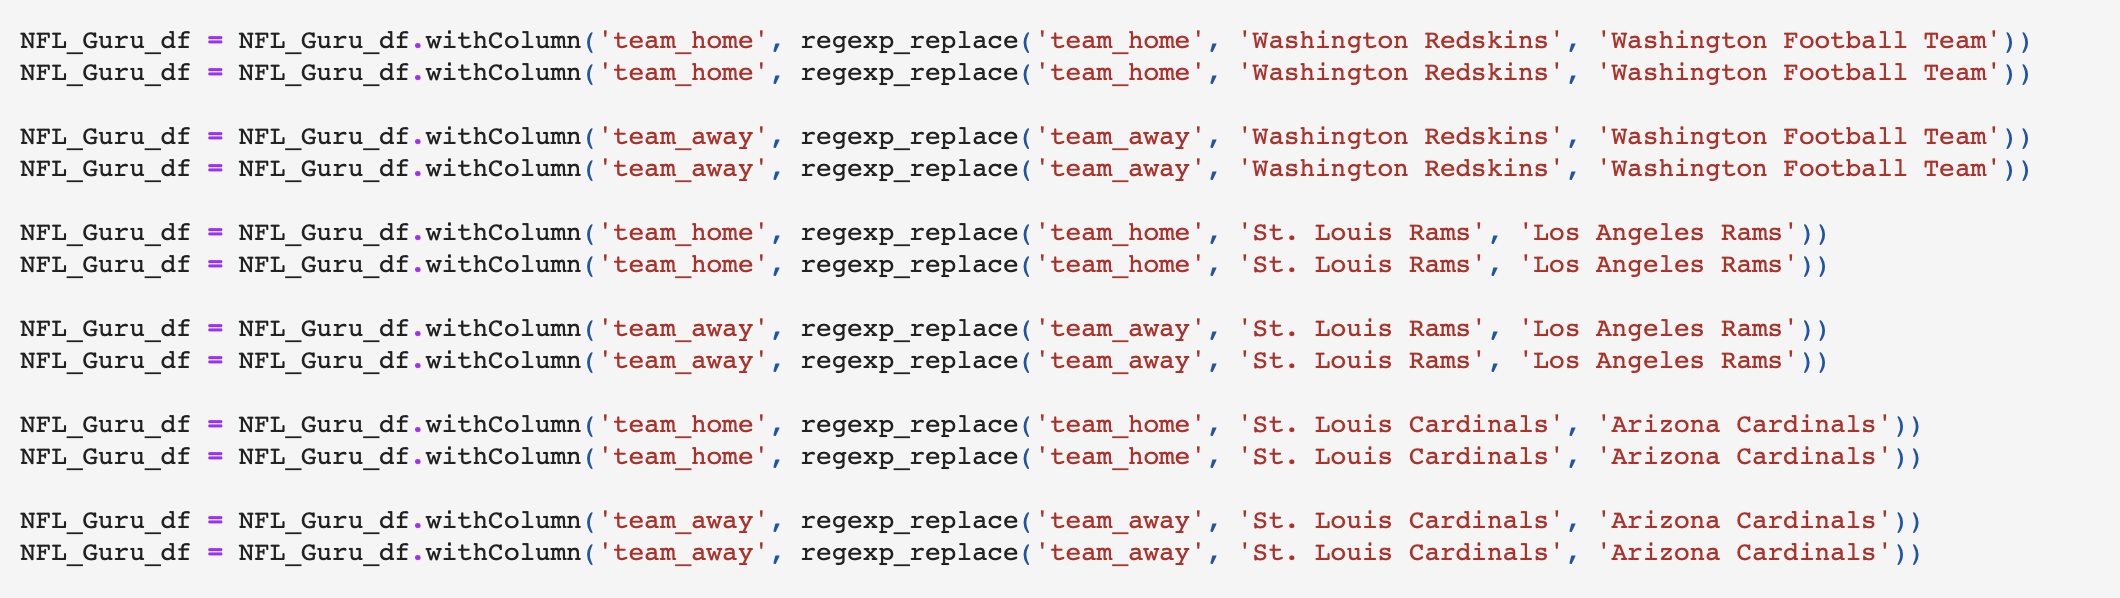 NFL_Guru_df = NFL_Guru_df.withColumn('team_home', regexp_replace('team_home', 'Washington Redskins', 'Washington Football Team'))
NFL_Guru_df = NFL_Guru_df.withColumn('team_home', regexp_replace('team_home', 'Washington Redskins', 'Washington Football Team'))
NFL_Guru_df = NFL_Guru_df.withColumn('team_away', regexp_replace('team_away', 'Washington Redskins', 'Washington Football Team'))
NFL_Guru_df = NFL_Guru_df.withColumn('team_away', regexp_replace('team_away', 'Washington Redskins', 'Washington Football Team'))
NFL_Guru_df = NFL_Guru_df.withColumn('team_home', regexp_replace('team_home', 'St. Louis Rams', 'Los Angeles Rams'))
NFL_Guru_df = NFL_Guru_df.withColumn('team_home', regexp_replace('team_home', 'St. Louis Rams', 'Los Angeles Rams'))
NFL_Guru_df = NFL_Guru_df.withColumn('team_away', regexp_replace('team_away', 'St. Louis Rams', 'Los Angeles Rams'))
NFL_Guru_df = NFL_Guru_df.withColumn('team_away', regexp_replace('team_away', 'St. Louis Rams', 'Los Angeles Rams'))
NFL_Guru_df = NFL_Guru_df.withColumn('team_home', regexp_replace('team_home', 'St. Louis Cardinals', 'Arizona Cardinals'))
NFL_Guru_df = NFL_Guru_df.withColumn('team_home', regexp_replace('team_home', 'St. Louis Cardinals', 'Arizona Cardinals'))
NFL_Guru_df = NFL_Guru_df.withColumn('team_away', regexp_replace('team_away', 'St. Louis Cardinals', 'Arizona Cardinals'))
NFL_Guru_df = NFL_Guru_df.withColumn('team_away', regexp_replace('team_away', 'St. Louis Cardinals', 'Arizona Cardinals'))